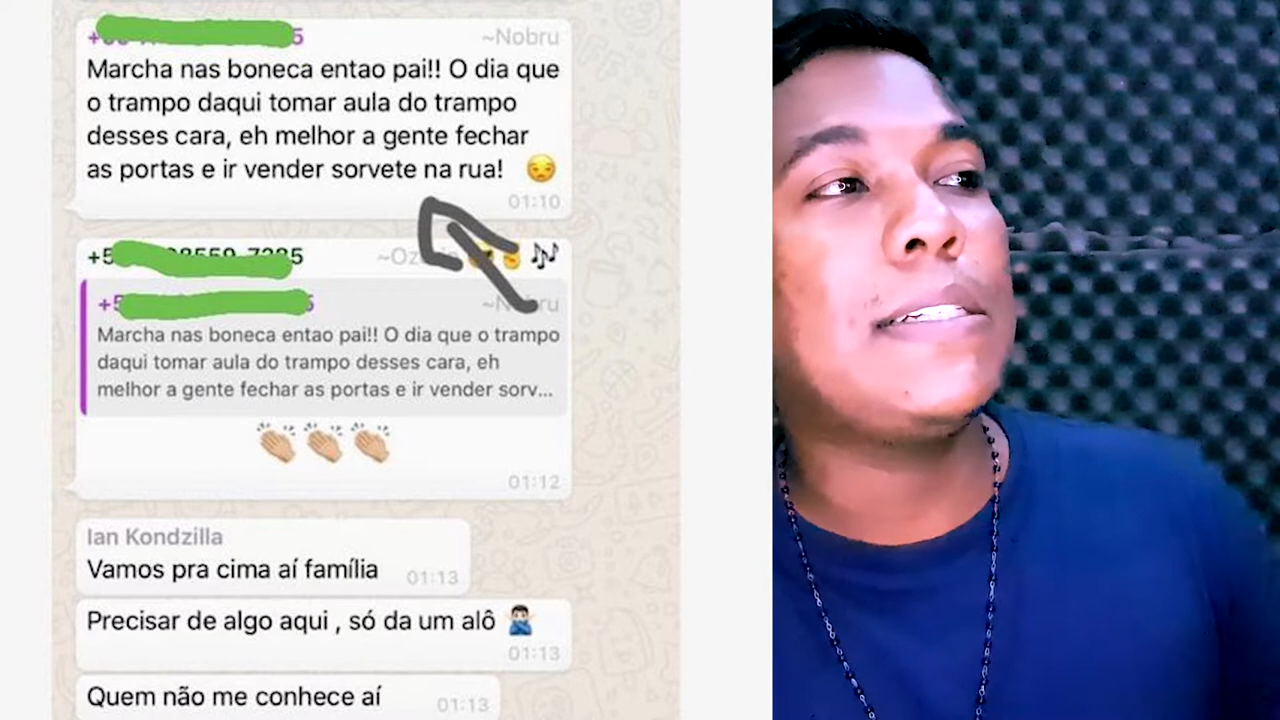 ~Nobru
Marcha nas boneca entao pai!! O dia que
o trampo daqui tomar aula do trampo
desses cara, eh melhor a gente fechar
as portas e ir vender sorvete na rua! 😒
01:10
🎶
Marcha nas boneca entao pai!! O dia que o trampo
daqui tomar aula do trampo desses cara, eh
melhor a gente fechar as portas e ir vender sorv...
👏🏼👏🏼👏🏼
01:12
Ian Kondzilla
Vamos pra cima aí família 01:13
Precisar de algo aqui , só da um alô 🙅🏻‍♂️
01:13
Quem não me conhece aí 01:13